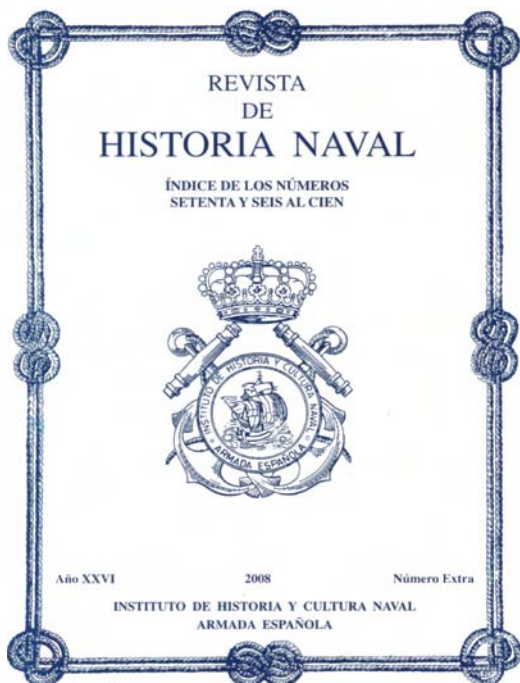 REVISTA
DE
HISTORIA NAVAL
ÍNDICE DE LOS NÚMEROS
SETENTA Y SEIS AL CIEN
INSTITUTO DE HISTORIA Y CULTURA NAVAL
ARMADA ESPAÑOLA
Año XXVI 2008 Número Extra
INSTITUTO DE HISTORIA Y CULTURA NAVAL
ARMADA ESPAÑOLA